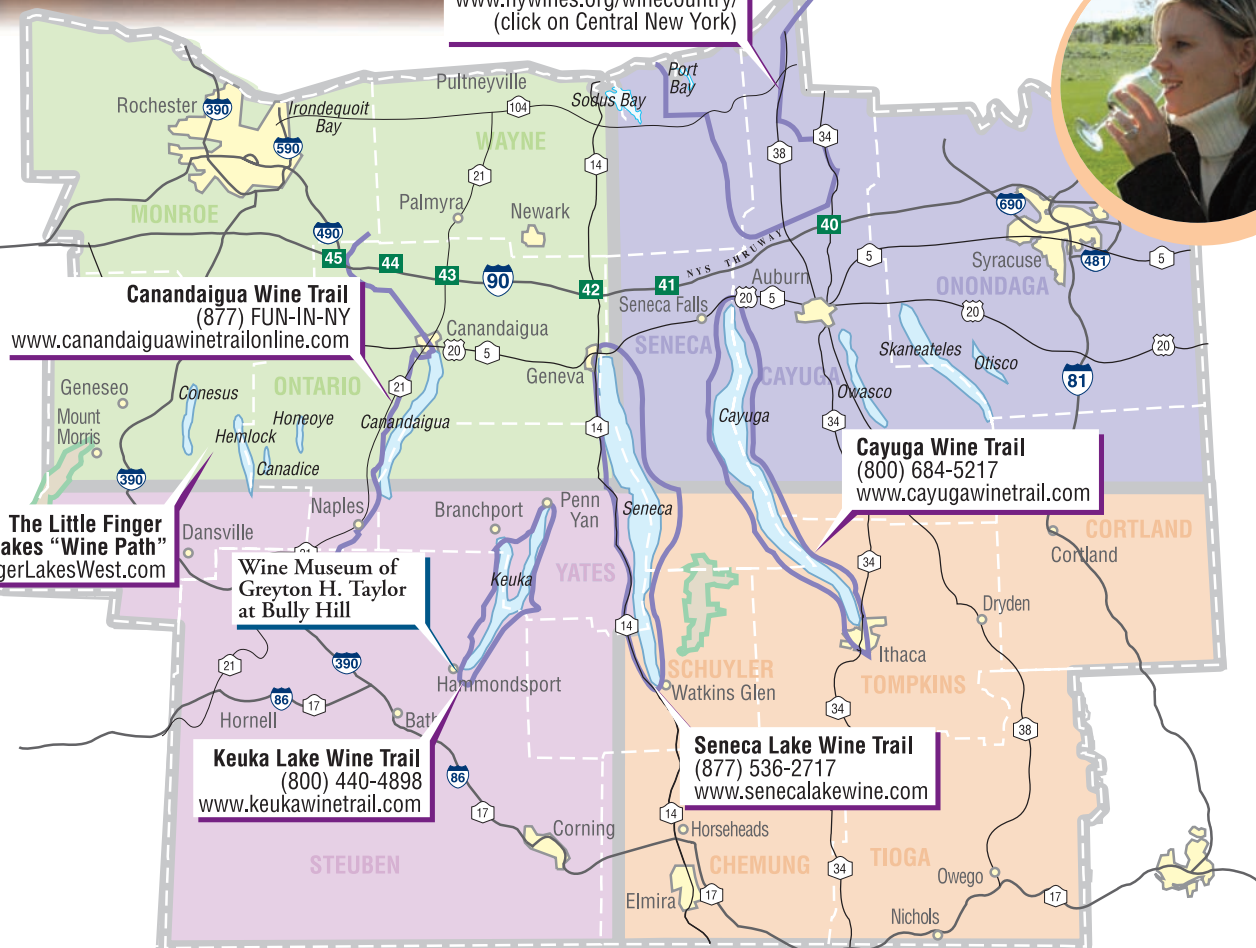 www.nywines.org/winecountry/
(click on Central New York)
Port
Bay
Pultneyville
Sodus Bay
Rochester
390
Irondequoit
Bay
104
590
WAYNE
14
38
34
21
MONROE
Palmyra
Newark
690
490
40
45
44
43
90
42
41
NYS THRUWAY
5
Syracuse
481
5
Auburn
ONONDAGA
Seneca Falls
20
5
20
Canandaigua Wine Trail
(877) FUN-IN-NY
www.canandaiguawinetrailonline.com
Canandaigua
20
5
SENECA
Skaneateles
Otisco
20
Geneva
CAYUGA
81
Geneseo
Conesus
ONTARIO
21
Owasco
Mount
Morris
Honeoye
Hemlock
Canandaigua
14
Cayuga
34
Canadice
390
Cayuga Wine Trail
(800) 684-5217
www.cayugawinetrail.com
Naples
Branchport
Penn
Yan
Seneca
The Little Finger
akes “Wine Path”
gerLakesWest.com
Dansville
21
CORTLAND
Cortland
Wine Museum of
Greyton H. Taylor
at Bully Hill
Keuka
YATES
34
Dryden
14
21
390
Hammondsport
SCHUYLER
Watkins Glen
Ithaca
TOMPKINS
86
17
Hornell
Bath
34
38
Keuka Lake Wine Trail
(800) 440-4898
www.keukawinetrail.com
86
Seneca Lake Wine Trail
(877) 536-2717
www.senecalakewine.com
17
14
Corning
Horseheads
STEUBEN
CHEMUNG
TIOGA
34
Owego
Elmira
17
17
Nichols